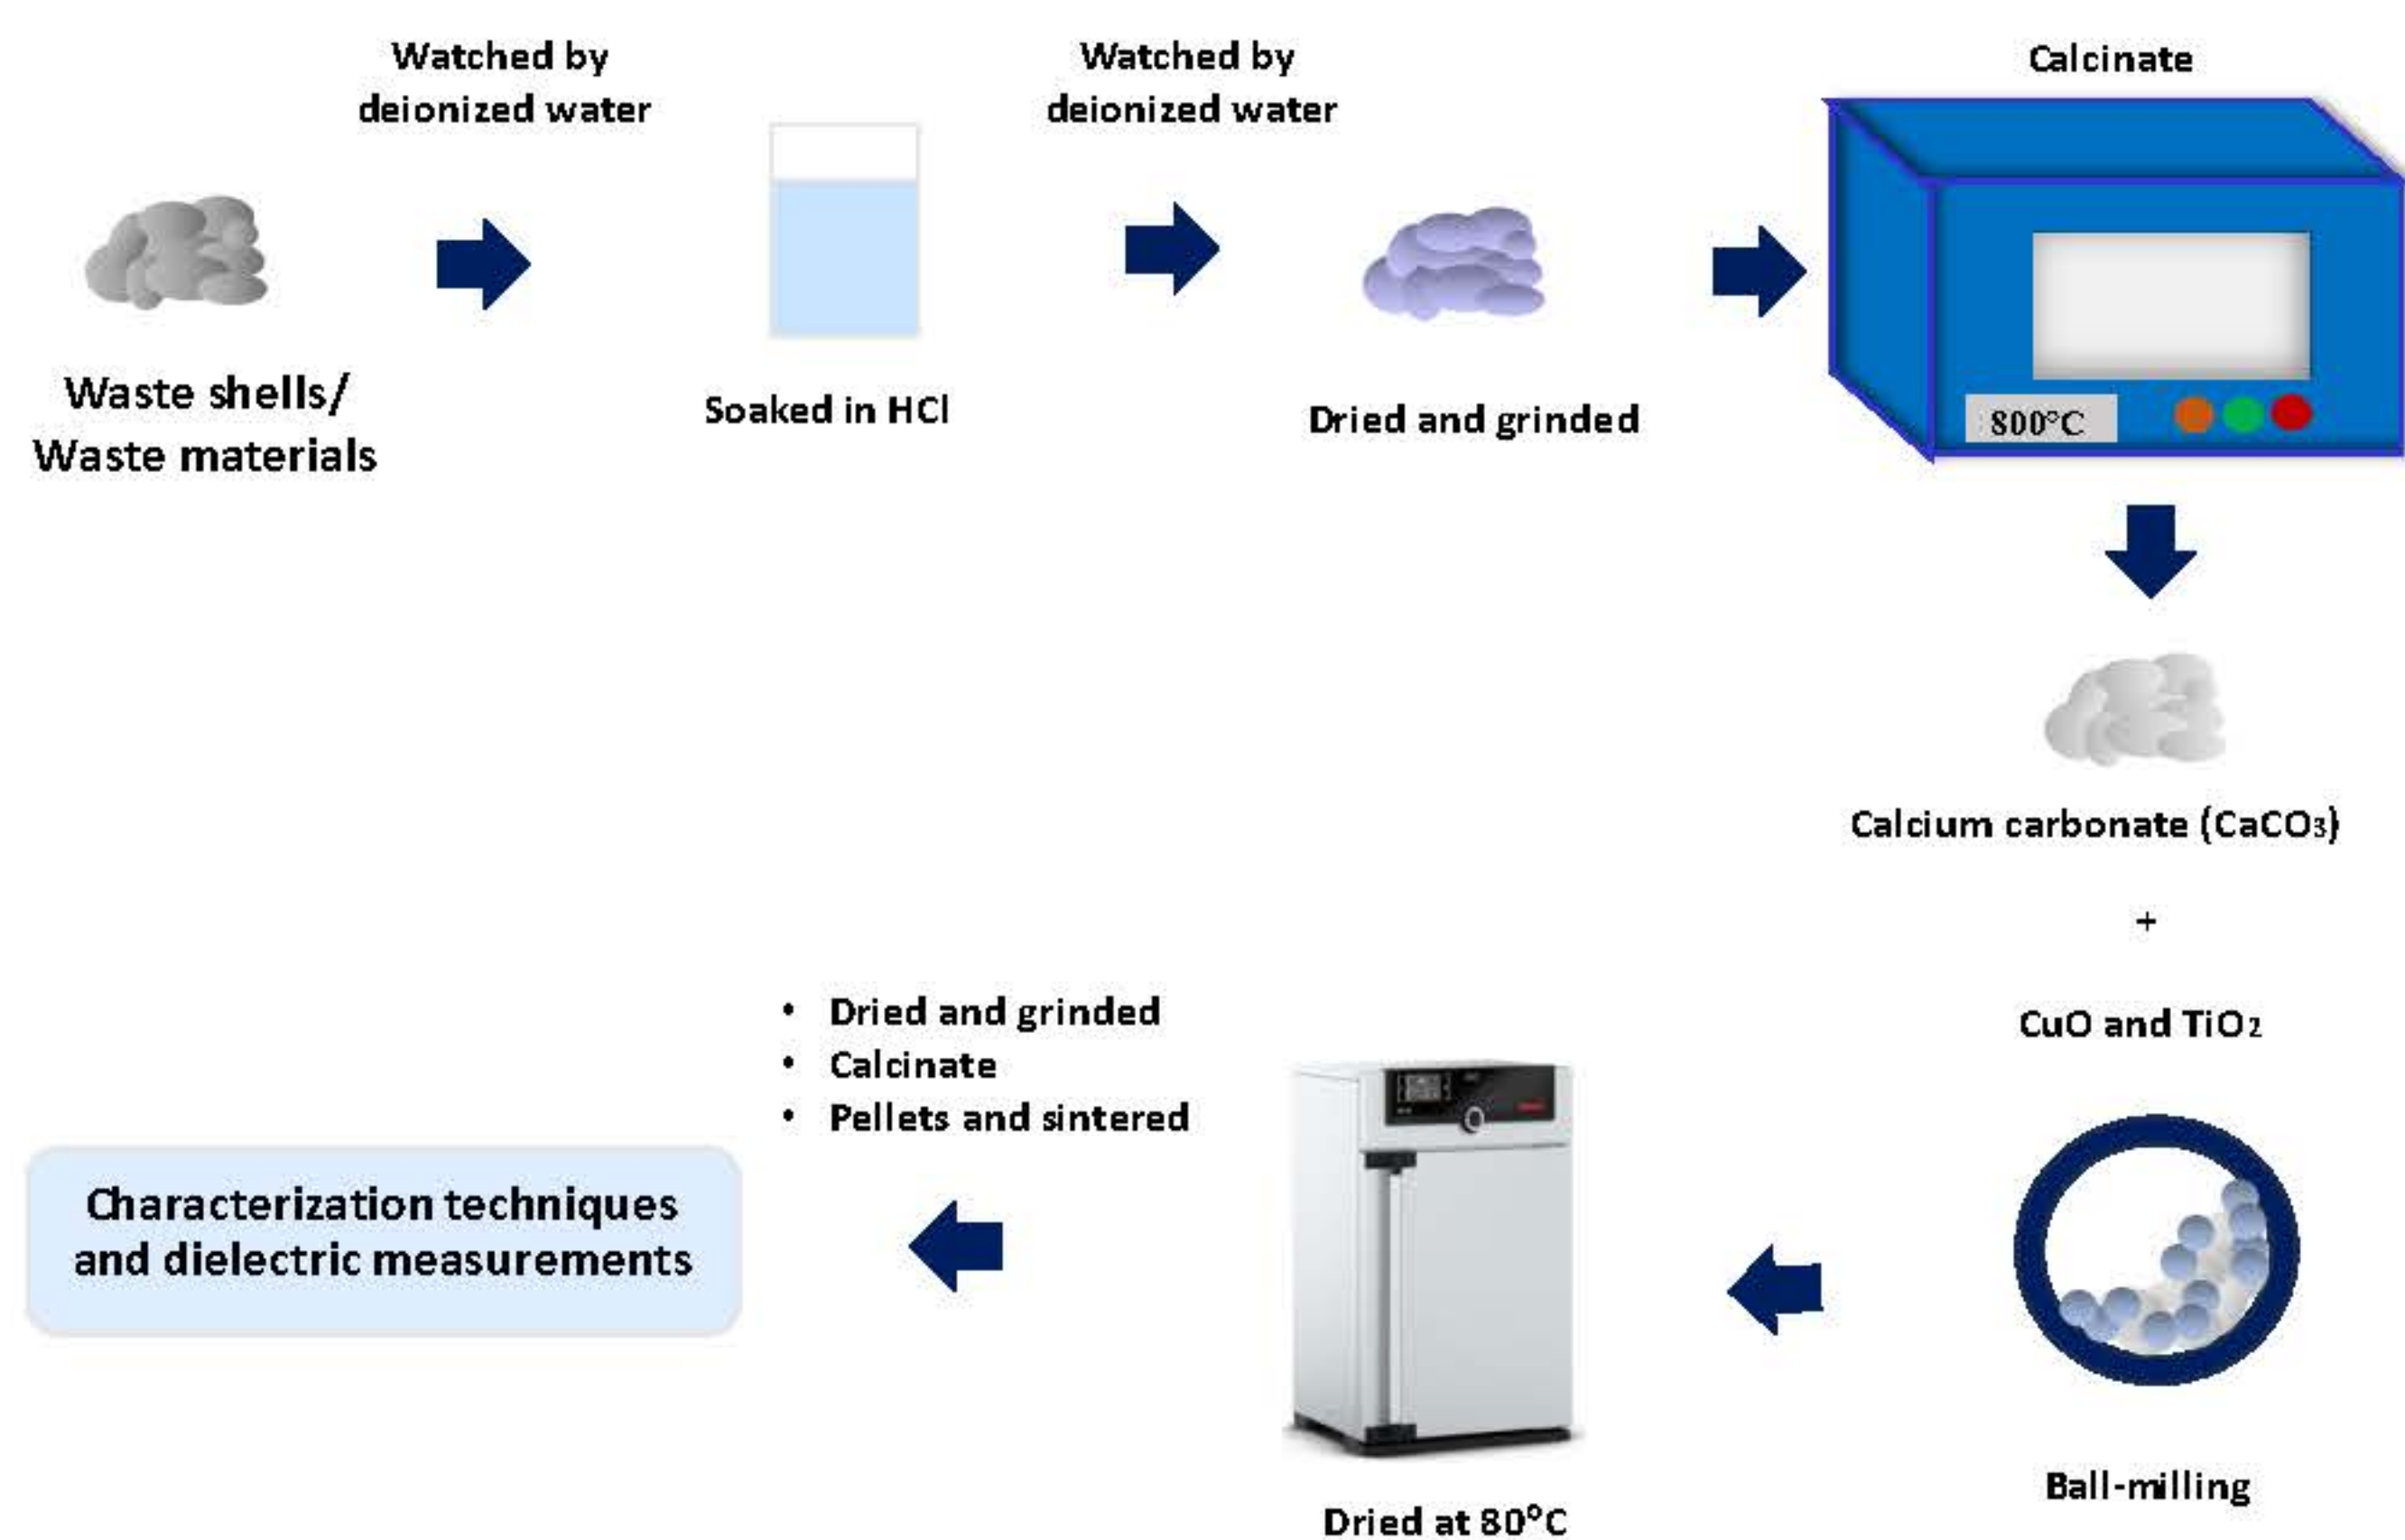 Watched by
deionized water
Watched by
deionized water
Calcinate
Waste shells/
Waste materials
Soaked in HCl
Dried and grinded
800°C
Calcium carbonate (CaCO₃)
+
CuO and TiO₂
Ball-milling
Dried at 80°C
• Dried and grinded
• Calcinate
• Pellets and sintered
Characterization techniques
and dielectric measurements